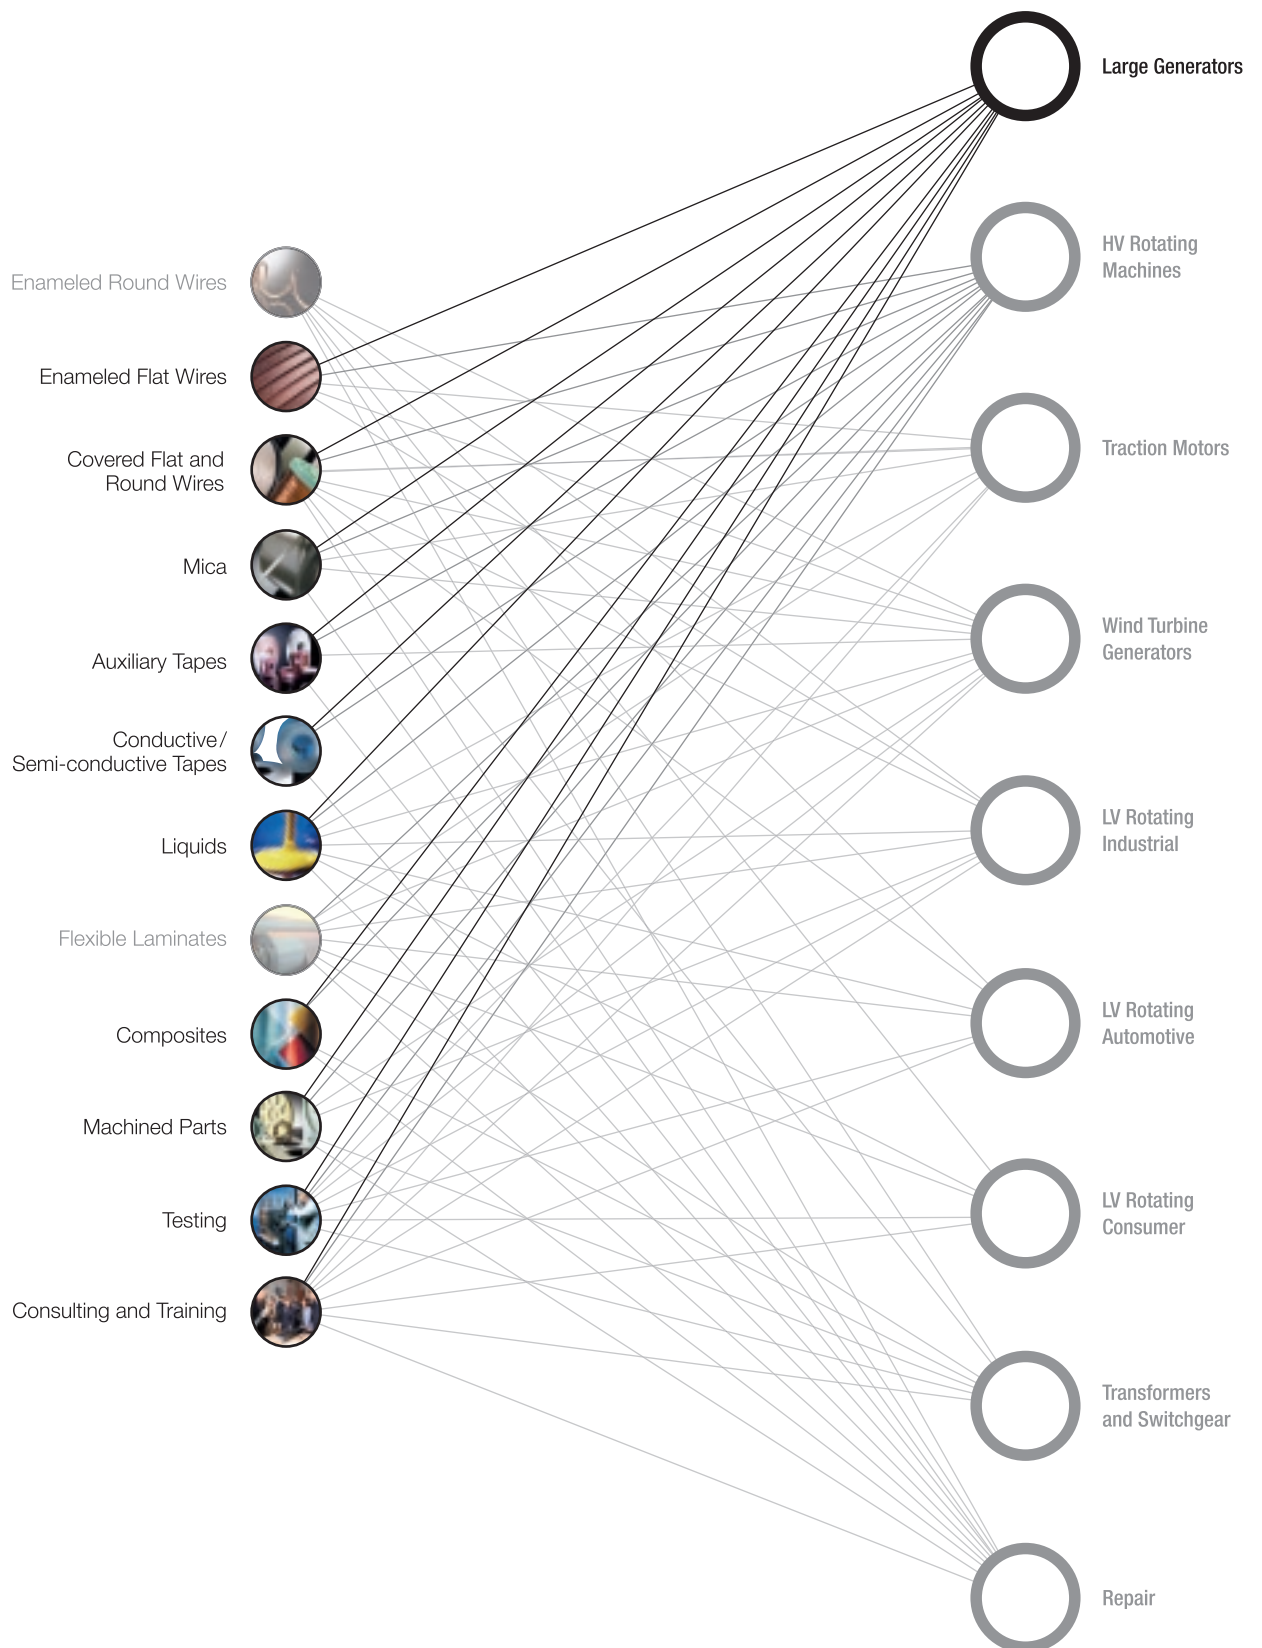 Large Generators
HV Rotating
Machines
Enameled Round Wires
Enameled Flat Wires
Traction Motors
Covered Flat and
Round Wires
Mica
Wind Turbine
Generators
Auxiliary Tapes
Conductive/
Semi-conductive Tapes
LV Rotating
Industrial
Liquids
Flexible Laminates
LV Rotating
Automotive
Composites
Machined Parts
LV Rotating
Consumer
Testing
Consulting and Training
Transformers
and Switchgear
Repair